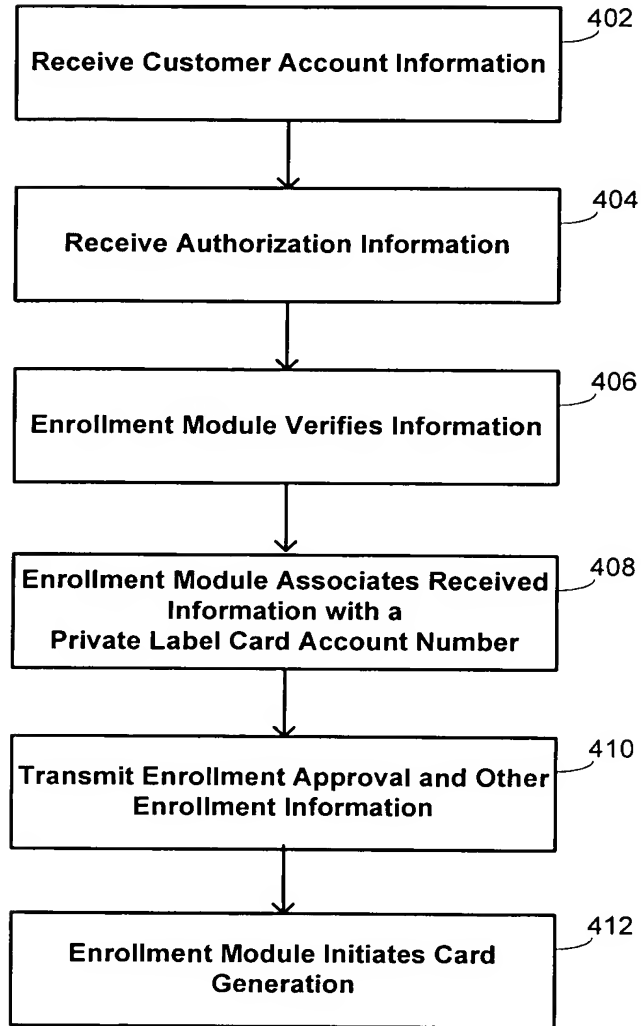 402
Receive Customer Account Information
404
Receive Authorization Information
406
Enrollment Module Verifies Information
408
Enrollment Module Associates Received
Information with a
Private Label Card Account Number
410
Transmit Enrollment Approval and Other
Enrollment Information
412
Enrollment Module Initiates Card
Generation